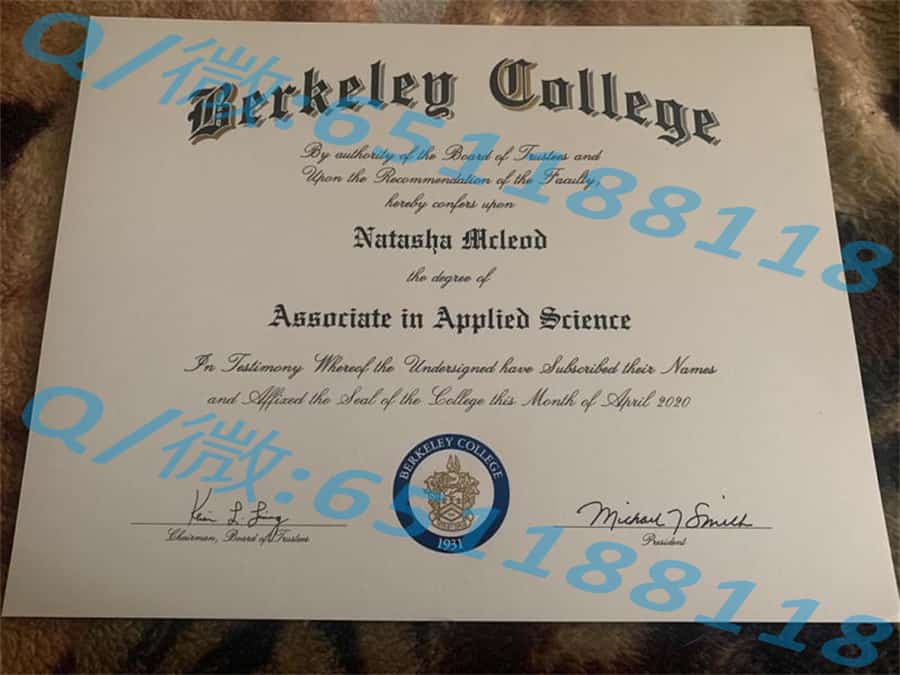 Q/微:651188118
Berkeley College
By authority of the Board of Trustees and
Upon the Recommendation of the Faculty,
hereby confers upon
Natasha Mcleod
the degree of
Associate in Applied Science
In Testimony Whereof the Undersigned have Subscribed their Names
and Affixed the Seal of the College this Month of April 2020
Q/微:651188118
BERKELEY COLLEGE
1931
Chairman, Board of Trustees
Michael J Smith
President